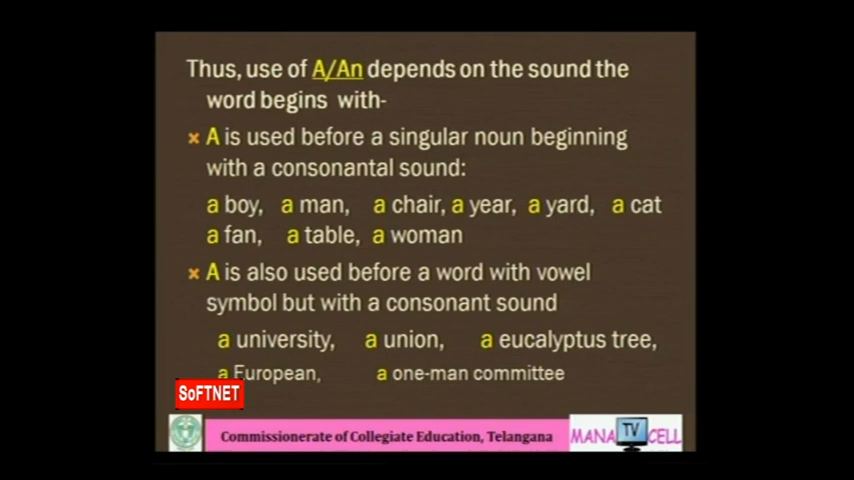 Thus, use of A/An depends on the sound the
word begins with-
A is used before a singular noun beginning
with a consonantal sound:
a boy, a man, a chair, a year, a yard, a cat
a fan, a table, a woman
A is also used before a word with vowel
symbol but with a consonant sound
a university, a union, a eucalyptus tree,
a European, a one-man committee
SoFTNET
Commissionerate of Collegiate Education, Telangana
MANA TV CELL